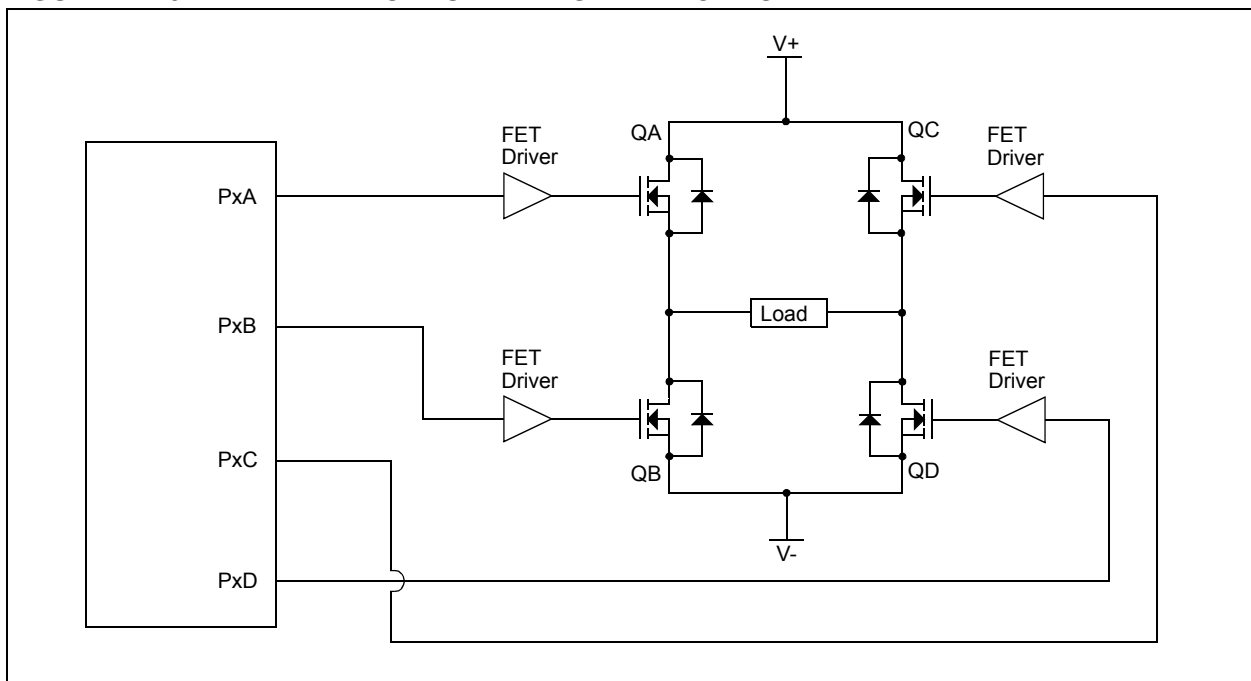 V+
FET
Driver
QA
QC
FET
Driver
PxA
PxB
Load
FET
Driver
FET
Driver
PxC
QB
QD
V-
PxD